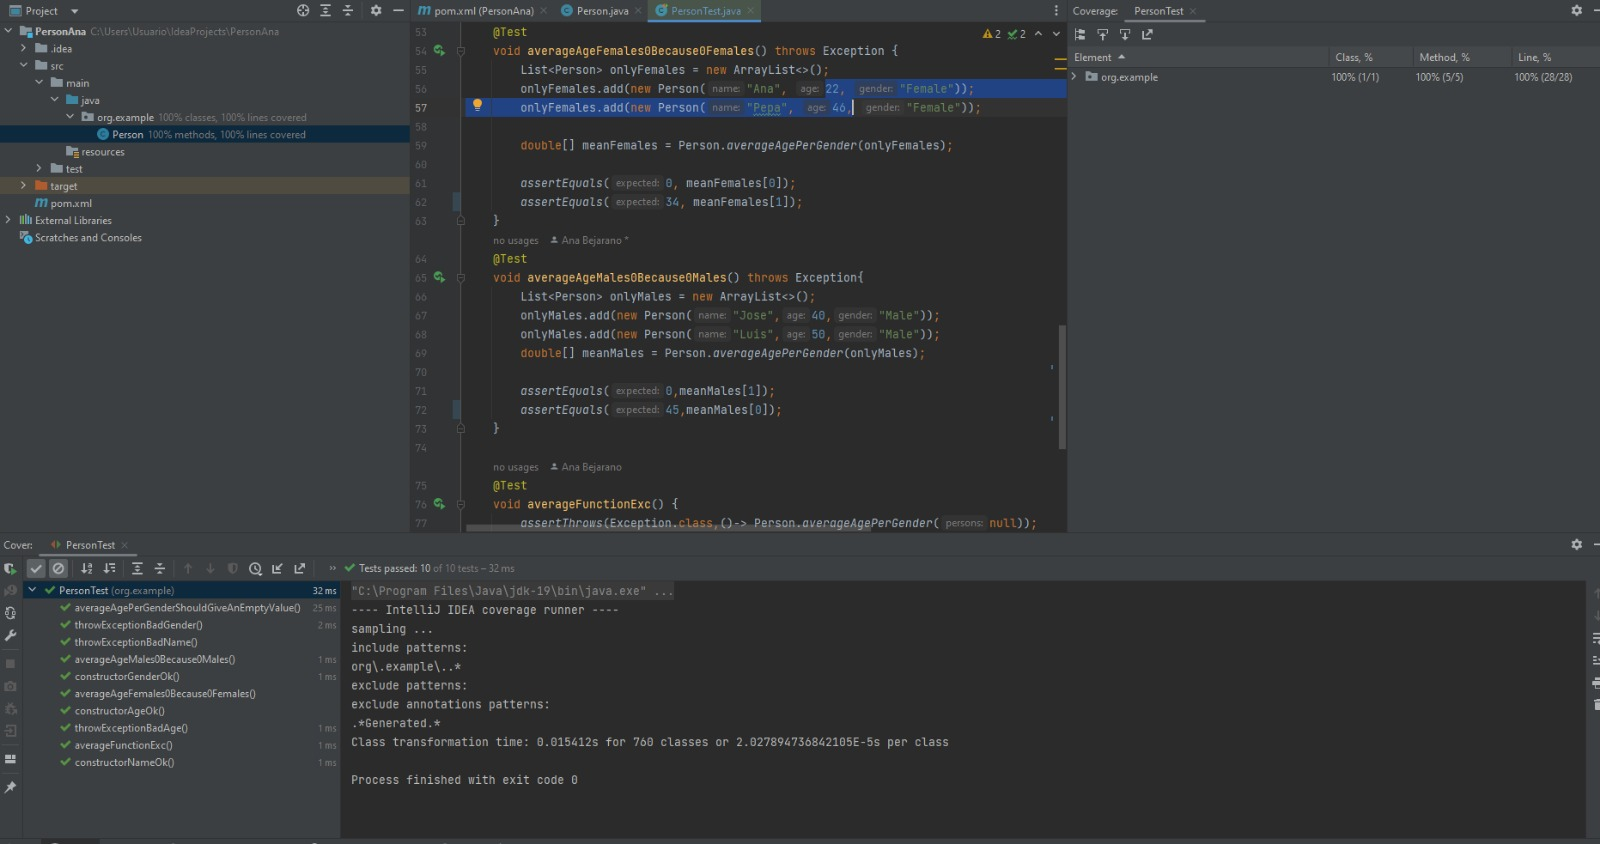 Project
PersonAna C:\Users\Usuario\IdeaProjects\PersonAna
.idea
src
main
java
org.example 100% classes, 100% lines covered
Person 100% methods, 100% lines covered
resources
test
target
pom.xml
External Libraries
Scratches and Consoles
pom.xml (PersonAna)
Person.java
PersonTest.java
2 2
53 @Test
54 void averageAgeFemales0Because0Females() throws Exception {
55 List<Person> onlyFemales = new ArrayList<>();
56 onlyFemales.add(new Person( name: "Ana", age: 22, gender: "Female"));
57 onlyFemales.add(new Person( name: "Pepa", age: 46, gender: "Female"));
58
59 double[] meanFemales = Person.averageAgePerGender(onlyFemales);
60
61 assertEquals( expected: 0, meanFemales[0]);
62 assertEquals( expected: 34, meanFemales[1]);
63 }
no usages Ana Bejarano *
64 @Test
65 void averageAgeMales0Because0Males() throws Exception{
66 List<Person> onlyMales = new ArrayList<>();
67 onlyMales.add(new Person( name: "Jose", age: 40, gender: "Male"));
68 onlyMales.add(new Person( name: "Luis", age: 50, gender: "Male"));
69 double[] meanMales = Person.averageAgePerGender(onlyMales);
70
71 assertEquals( expected: 0,meanMales[1]);
72 assertEquals( expected: 45,meanMales[0]);
73 }
74
no usages Ana Bejarano
75 @Test
76 void averageFunctionExc() {
77 assertThrows(Exception.class,()-> Person.averageAgePerGender( persons: null));
Coverage: PersonTest
Element Class, % Method, % Line, %
org.example 100% (1/1) 100% (5/5) 100% (28/28)
Cover: PersonTest
Tests passed: 10 of 10 tests – 32 ms
PersonTest (org.example) 32 ms
averageAgePerGenderShouldGiveAnEmptyValue() 25 ms
throwExceptionBadGender() 2 ms
throwExceptionBadName()
averageAgeMales0Because0Males() 1 ms
constructorGenderOk() 1 ms
averageAgeFemales0Because0Females()
constructorAgeOk()
throwExceptionBadAge() 1 ms
averageFunctionExc() 1 ms
constructorNameOk() 1 ms
"C:\Program Files\Java\jdk-19\bin\java.exe" ...
---- IntelliJ IDEA coverage runner ----
sampling ...
include patterns:
org\.example\..*
exclude patterns:
exclude annotations patterns:
.*Generated.*
Class transformation time: 0.015412s for 760 classes or 2.027894736842105E-5s per class
Process finished with exit code 0